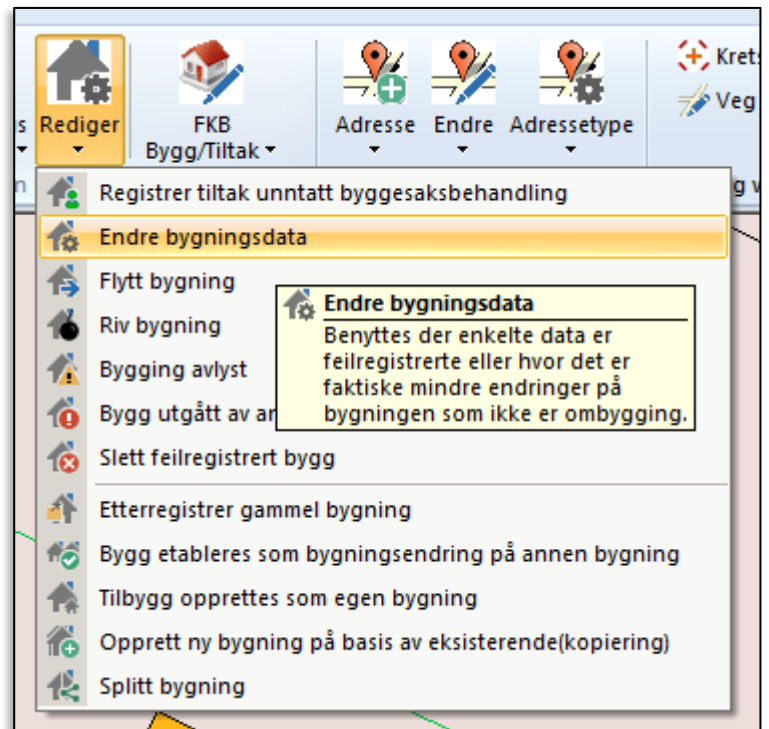 Krets
Veg
s Rediger FKB Adresse Endre Adressetype
Bygg/Tiltak
n g v
Registrer tiltak unntatt byggesaksbehandling
Endre bygningsdata
Flytt bygning
Endre bygningsdata
Riv bygning
Benyttes der enkelte data er
feilregistrerte eller hvor det er
Bygging avlyst
faktiske mindre endringer på
Bygg utgått av an
bygningen som ikke er ombygging.
Slett feilregistrert bygg
Etterregistrer gammel bygning
Bygg etableres som bygningsendring på annen bygning
Tilbygg opprettes som egen bygning
Opprett ny bygning på basis av eksisterende(kopiering)
Splitt bygning